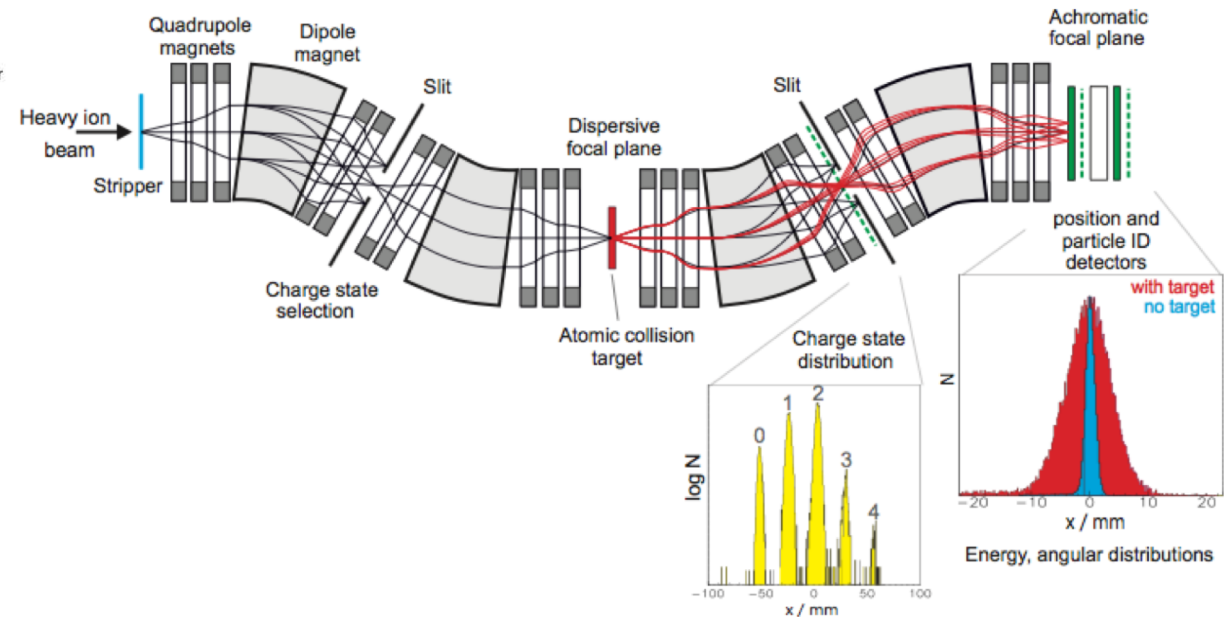 Quadrupole
magnets
Dipole
magnet
Slit
r
Heavy ion
beam
Stripper
Charge state
selection
Dispersive
focal plane
Atomic collision
target
Slit
Achromatic
focal plane
position and
particle ID
detectors
Charge state
distribution
0
1
2
3
4
log N
-100
-50
0
50
100
x / mm
with target
no target
N
-20
-10
0
10
20
x / mm
Energy, angular distributions